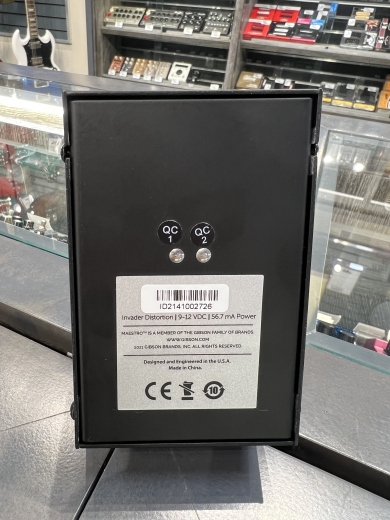 QC
1
QC
2
ID2141002726
Invader Distortion | 9-12 VDC | 56.7 mA Power
MAESTRO™ IS A MEMBER OF THE GIBSON FAMILY OF BRANDS.
WWW.GIBSON.COM
2021 GIBSON BRANDS, INC. ALL RIGHTS RESERVED.
Designed and Engineered in the U.S.A.
Made in China.
CE
10